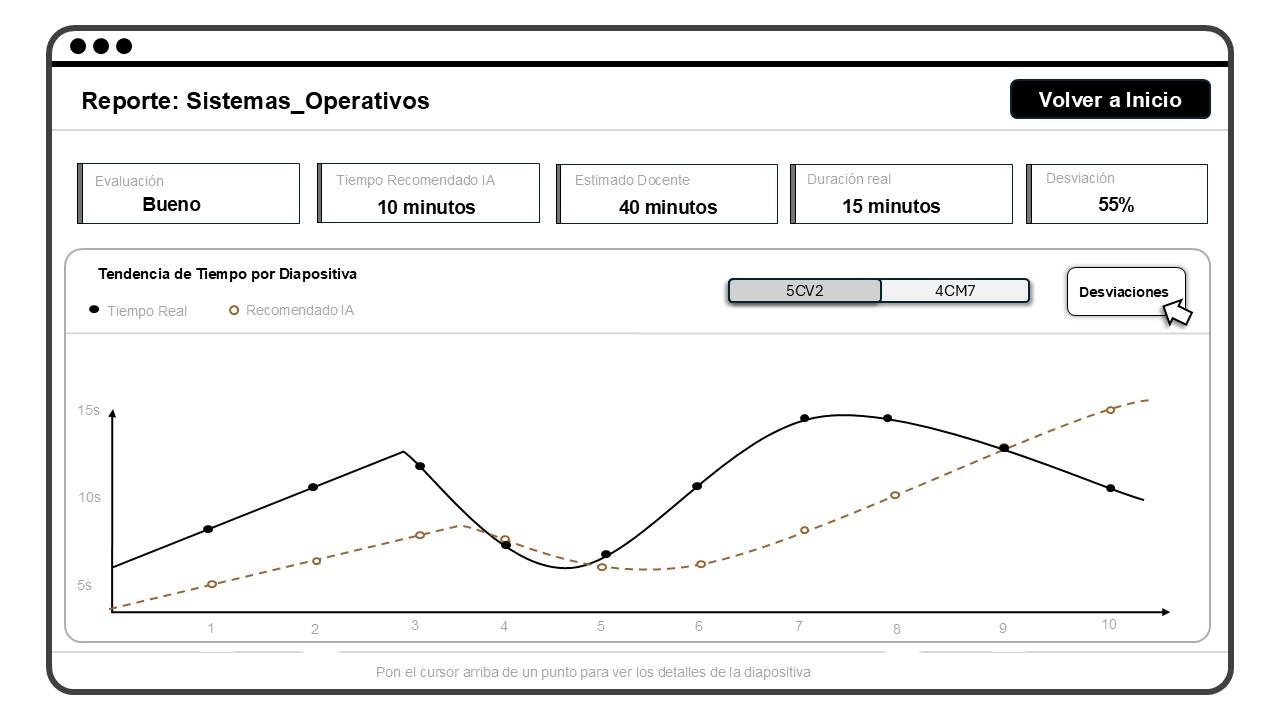 Reporte: Sistemas_Operativos
Volver a Inicio
Evaluación
Bueno
Tiempo Recomendado IA
10 minutos
Estimado Docente
40 minutos
Duración real
15 minutos
Desviación
55%
Tendencia de Tiempo por Diapositiva
Tiempo Real
Recomendado IA
5CV2
4CM7
Desviaciones
15s
10s
5s
1
2
3
4
5
6
7
8
9
10
Pon el cursor arriba de un punto para ver los detalles de la diapositiva